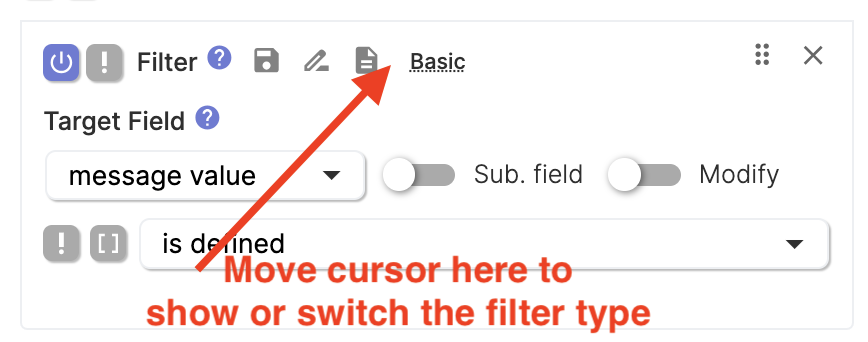 ! Filter ? Basic
Target Field ?
message value Sub. field Modify
! [ ] is defined
Move cursor here to
show or switch the filter type